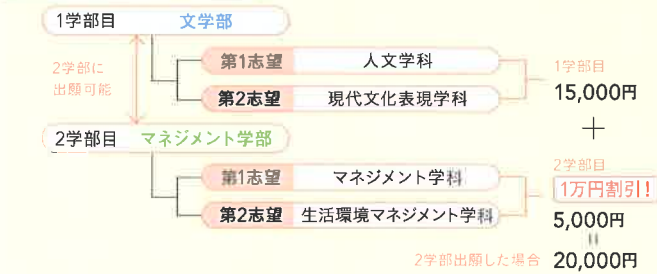 1学部目 文学部
2学部に
出願可能
第1志望 人文学科
第2志望 現代文化表現学科
1学部目
15,000円
+
2学部目 マネジメント学部
第1志望 マネジメント学科
第2志望 生活環境マネジメント学科
2学部目
1万円割引!
5,000円
=
2学部出願した場合 20,000円